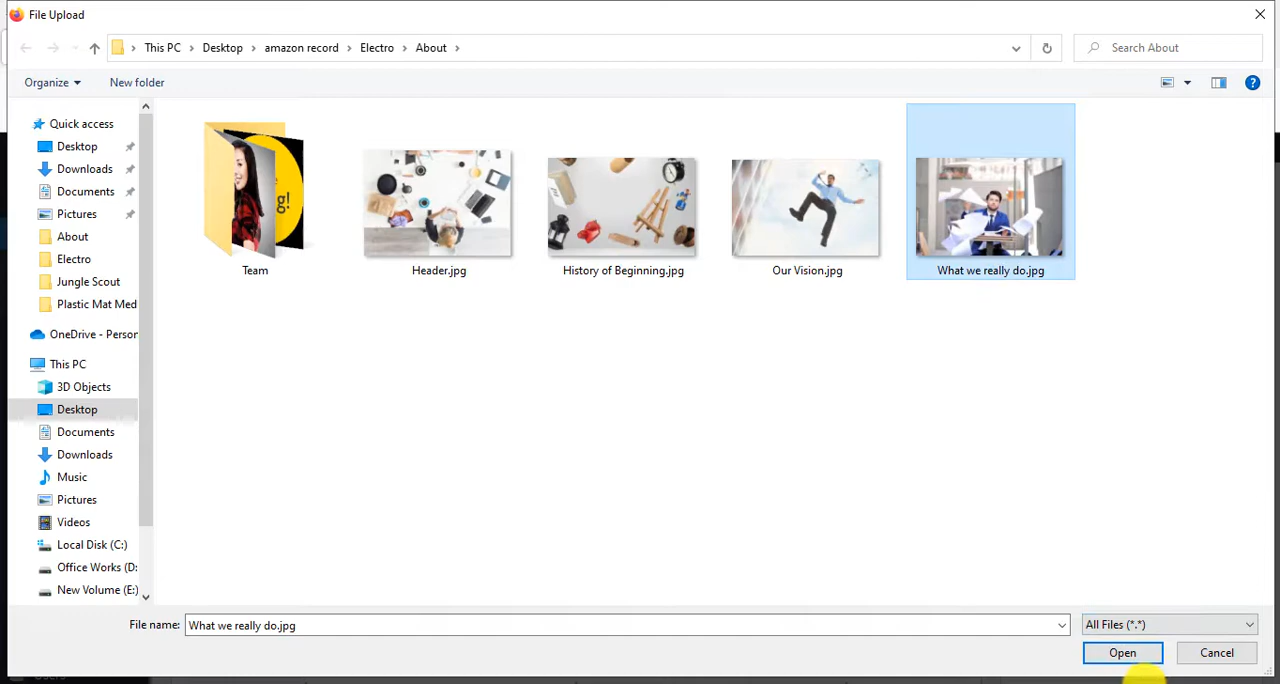 File Upload
This PC > Desktop > amazon record > Electro > About >
Search About
Organize
New folder
Quick access
Desktop
Downloads
Documents
Pictures
About
Electro
Jungle Scout
Plastic Mat Med
OneDrive - Person
This PC
3D Objects
Desktop
Documents
Downloads
Music
Pictures
Videos
Local Disk (C:)
Office Works (D:
New Volume (E:)
g!
Team
Header.jpg
History of Beginning.jpg
Our Vision.jpg
What we really do.jpg
File name:
What we really do.jpg
All Files (*.*)
Open
Cancel